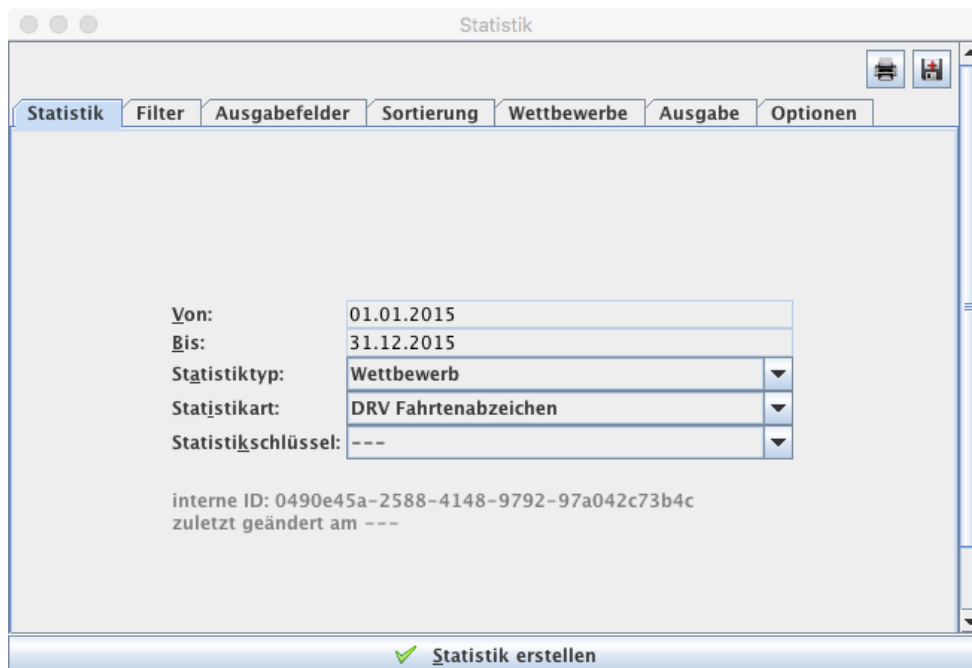 Statistik
Statistik Filter Ausgabefelder Sortierung Wettbewerbe Ausgabe Optionen
Von: 01.01.2015
Bis: 31.12.2015
Statistiktyp: Wettbewerb
Statistikart: DRV Fahrtenabzeichen
Statistikschlüssel: ---
interne ID: 0490e45a-2588-4148-9792-97a042c73b4c
zuletzt geändert am ---
Statistik erstellen